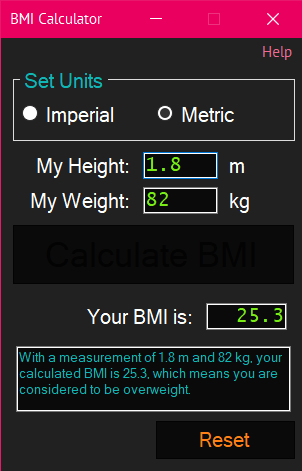 BMI Calculator
Help
Set Units
Imperial
Metric
My Height: 1.8 m
My Weight: 82 kg
Calculate BMI
Your BMI is: 25.3
With a measurement of 1.8 m and 82 kg, your
calculated BMI is 25.3, which means you are
considered to be overweight.
Reset